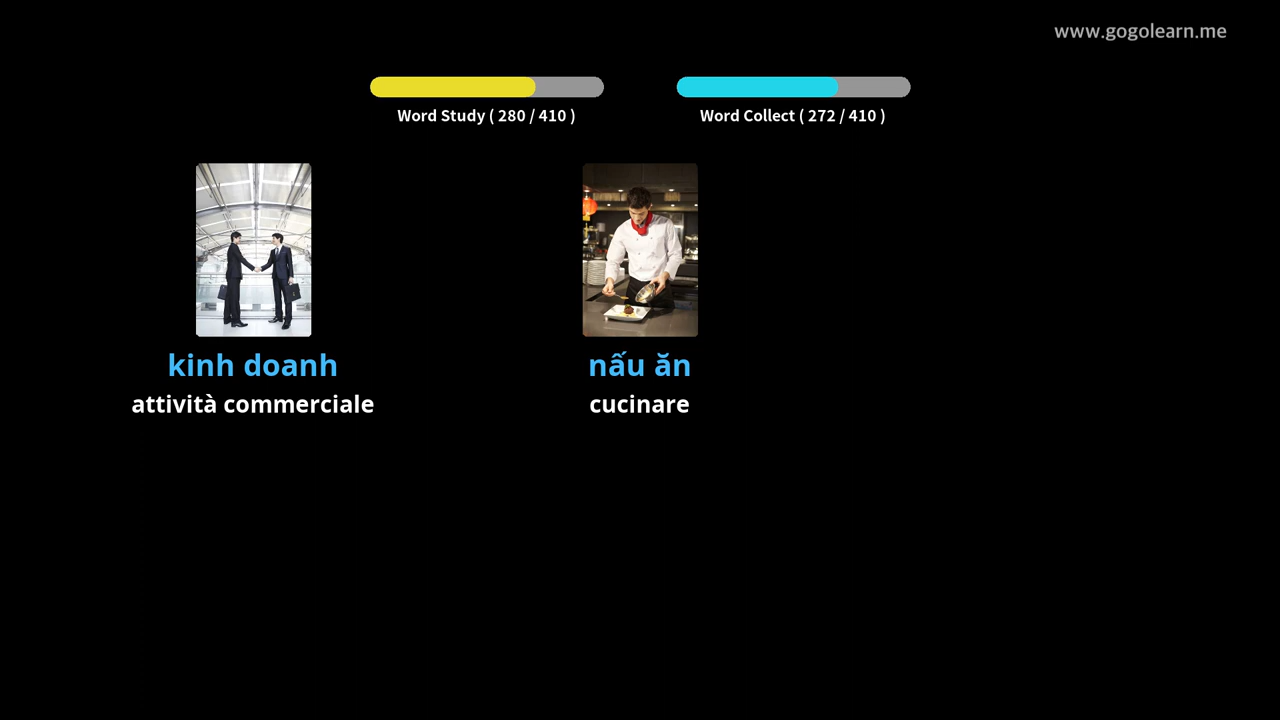 www.gogolearn.me
Word Study ( 280 / 410 )
Word Collect ( 272 / 410 )
kinh doanh
attività commerciale
nấu ăn
cucinare